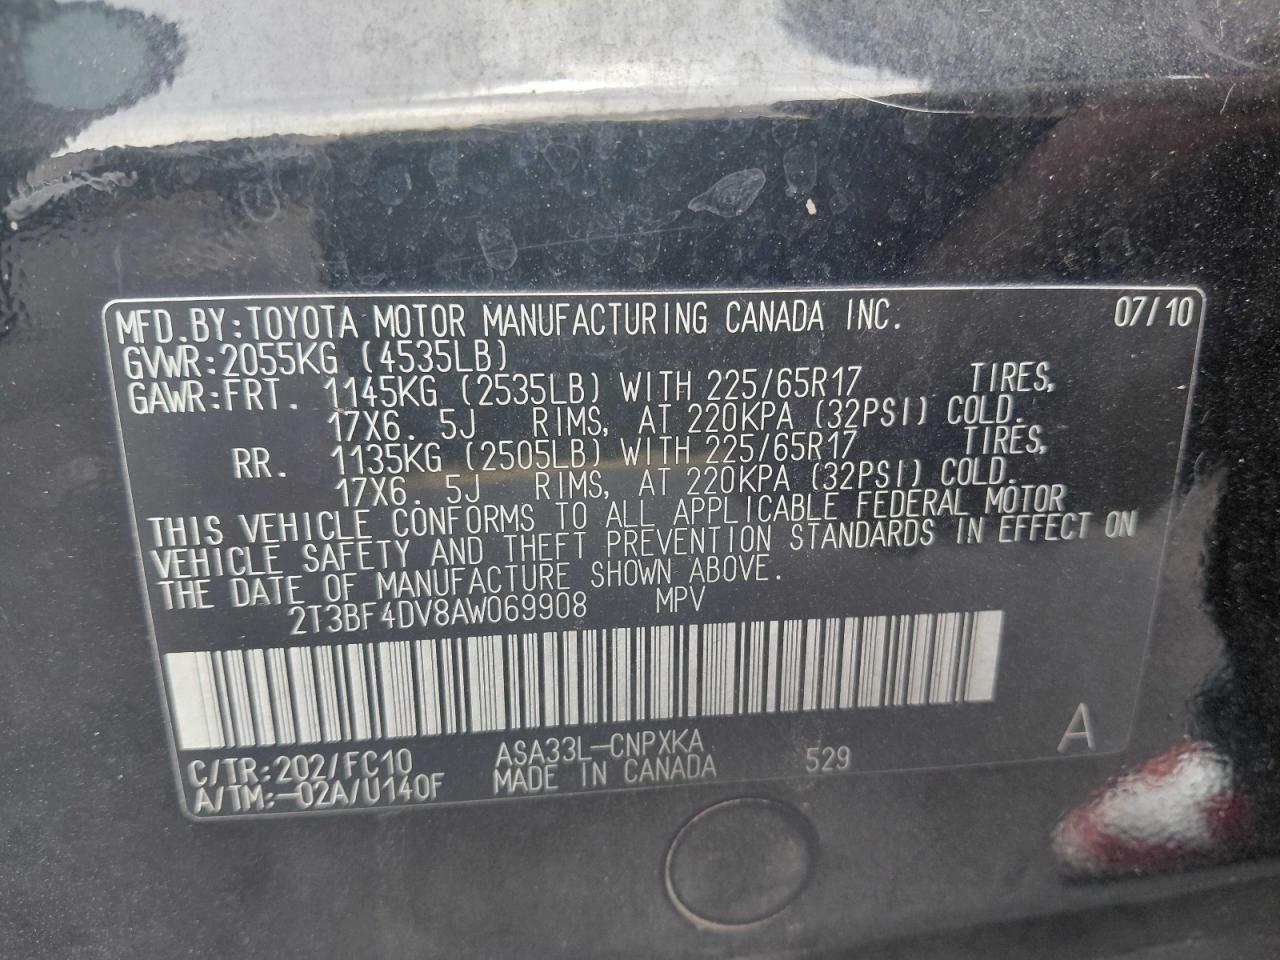 MFD.BY:TOYOTA MOTOR MANUFACTURING CANADA INC. 07/10
GVWR:2055KG (4535LB)
GAWR:FRT. 1145KG (2535LB) WITH 225/65R17 TIRES,
17X6. 5J RIMS, AT 220KPA (32PSI) COLD.
RR. 1135KG (2505LB) WITH 225/65R17 TIRES,
17X6. 5J RIMS, AT 220KPA (32PSI) COLD.
THIS VEHICLE CONFORMS TO ALL APPLICABLE FEDERAL MOTOR
VEHICLE SAFETY AND THEFT PREVENTION STANDARDS IN EFFECT ON
THE DATE OF MANUFACTURE SHOWN ABOVE.
2T3BF4DV8AW069908 MPV
C/TR:202/FC10 ASA33L-CNPXKA 529 A
A/TM:-02A/U140F MADE IN CANADA